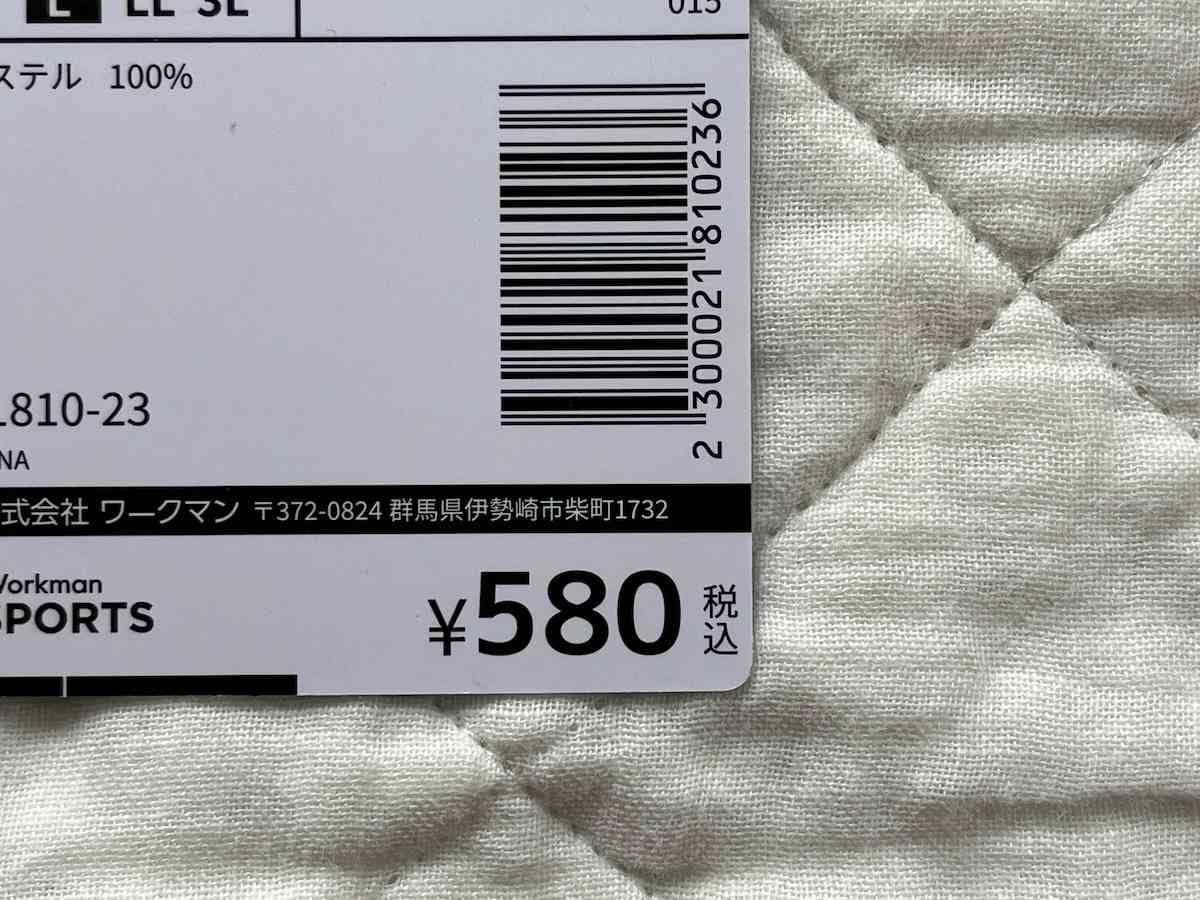 L LL 3L
015
ステル 100%
2 300021 810236
1810-23
NA
式会社 ワークマン 〒372-0824 群馬県伊勢崎市柴町1732
Workman
SPORTS
¥580 税込